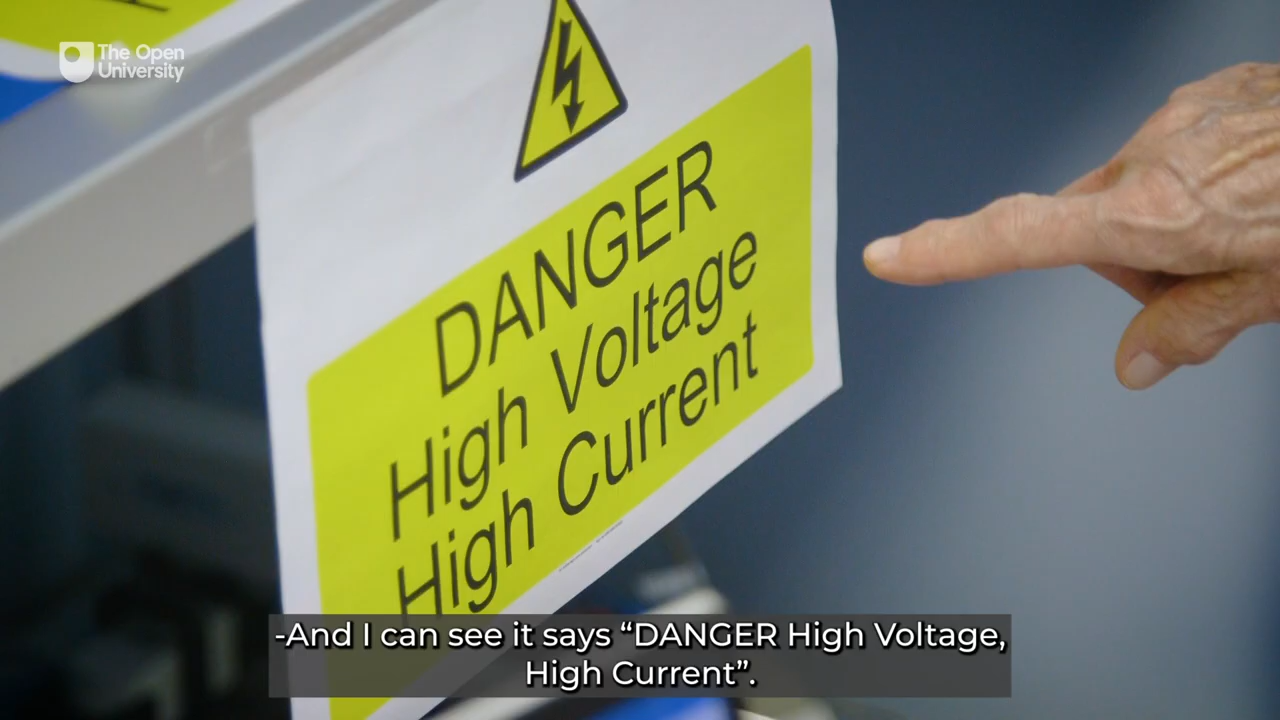 The Open
University
DANGER
High Voltage
High Current
-And I can see it says “DANGER High Voltage,
High Current”.